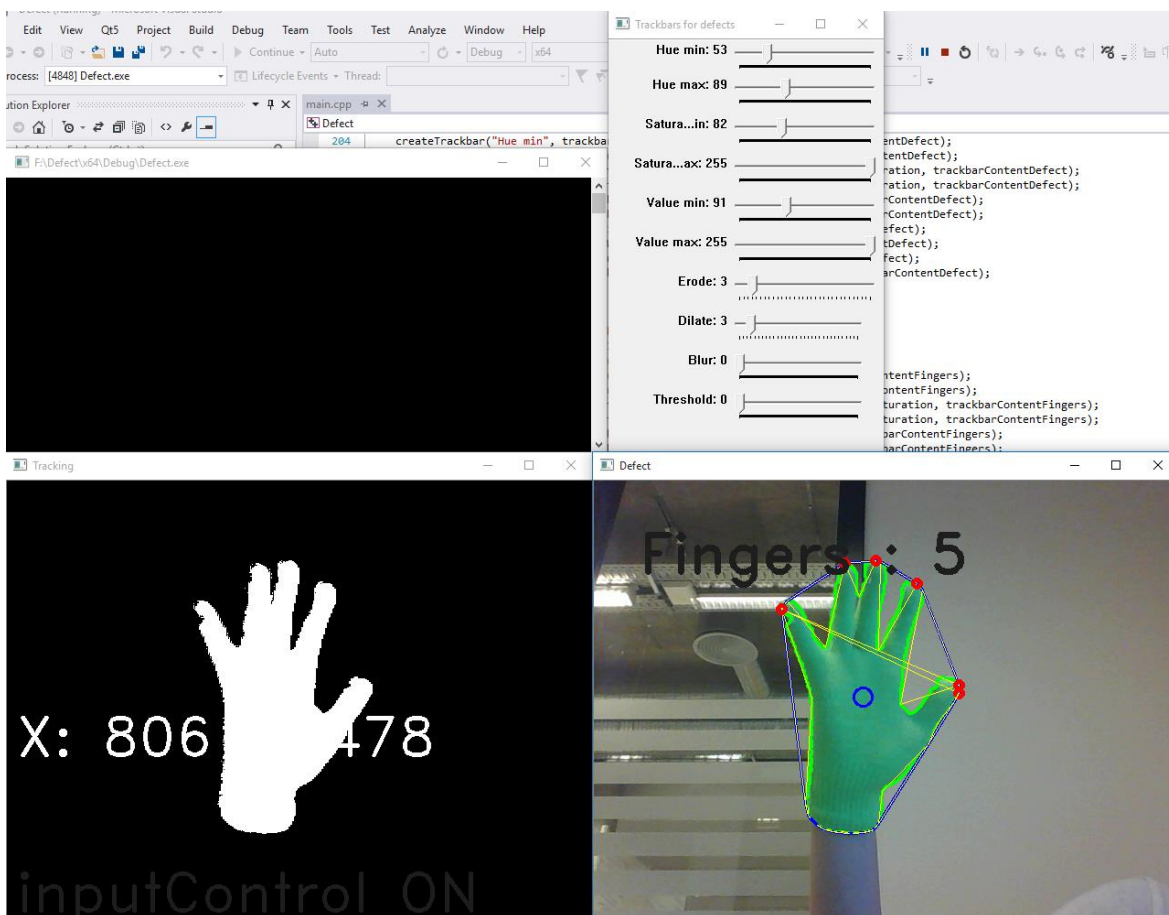 Edit View Qt5 Project Build Debug Team Tools Test Analyze Window Help
Continue Auto Debug x64
rocess: [4848] Defect.exe Lifecycle Events Thread:
ution Explorer
main.cpp
Defect
204 createTrackbar("Hue min", trackba
F:\Defect\x64\Debug\Defect.exe
Trackbars for defects
Hue min: 53
Hue max: 89
Satura...in: 82
Satura...ax: 255
Value min: 91
Value max: 255
Erode: 3
Dilate: 3
Blur: 0
Threshold: 0
entDefect);
tentDefect);
ration, trackbarContentDefect);
ration, trackbarContentDefect);
rContentDefect);
rContentDefect);
efect);
tDefect);
fect);
arContentDefect);
ntentFingers);
ontentFingers);
turation, trackbarContentFingers);
turation, trackbarContentFingers);
barContentFingers);
barContentFingers);
Tracking
X: 806 478
inputControl ON
Defect
Fingers : 5